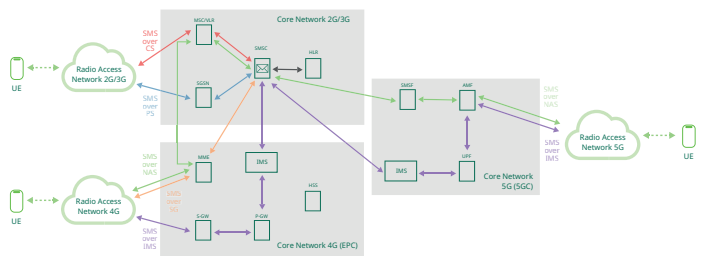 MSC/VLR
Core Network 2G/3G
SMS
over
CS
SMSC
HLR
Radio Access
Network 2G/3G
UE
SGSN
SMS
over
PS
SMSF
AMF
SMS
over
NAS
Radio Access
Network 5G
UE
SMS
over
IMS
IMS
UPF
Core Network
5G (5GC)
SMS
over
NAS
MME
IMS
HSS
SMS
over
SG
Radio Access
Network 4G
UE
S-GW
P-GW
SMS
over
IMS
Core Network 4G (EPC)